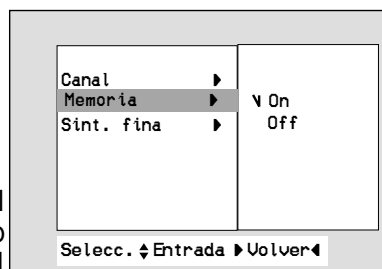 Canal
Memoria
Sint. fina
On
Off
Selecc. Entrada Volver